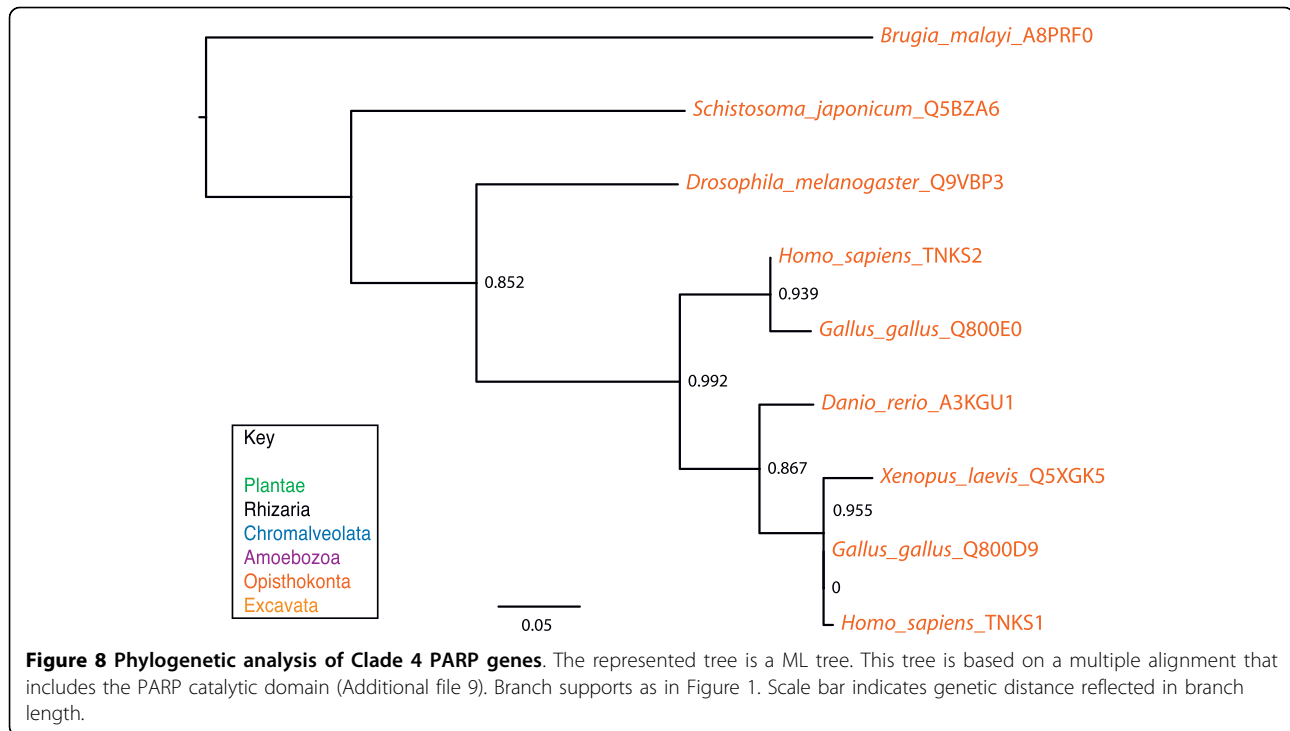 Brugia_malayi_A8PRF0
Schistosoma_japonicum_Q5BZA6
Drosophila_melanogaster_Q9VBP3
Homo_sapiens_TNKS2
0.852
0.939
Gallus_gallus_Q800E0
0.992
Danio_rerio_A3KGU1
0.867
Xenopus_laevis_Q5XGK5
0.955
Gallus_gallus_Q800D9
0
Homo_sapiens_TNKS1
Key
Plantae
Rhizaria
Chromalveolata
Amoebozoa
Opisthokonta
Excavata
0.05
Figure 8 Phylogenetic analysis of Clade 4 PARP genes. The represented tree is a ML tree. This tree is based on a multiple alignment that
includes the PARP catalytic domain (Additional file 9). Branch supports as in Figure 1. Scale bar indicates genetic distance reflected in branch
length.